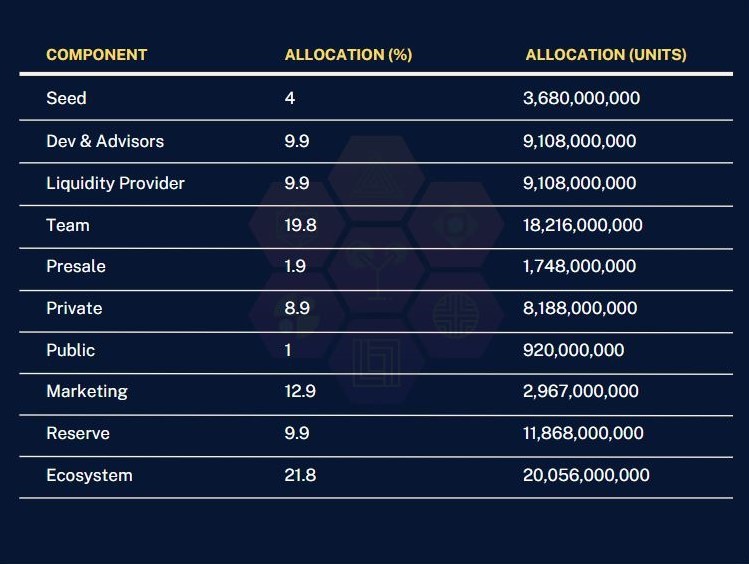 COMPONENT ALLOCATION (%) ALLOCATION (UNITS)
Seed 4 3,680,000,000
Dev & Advisors 9.9 9,108,000,000
Liquidity Provider 9.9 9,108,000,000
Team 19.8 18,216,000,000
Presale 1.9 1,748,000,000
Private 8.9 8,188,000,000
Public 1 920,000,000
Marketing 12.9 2,967,000,000
Reserve 9.9 11,868,000,000
Ecosystem 21.8 20,056,000,000